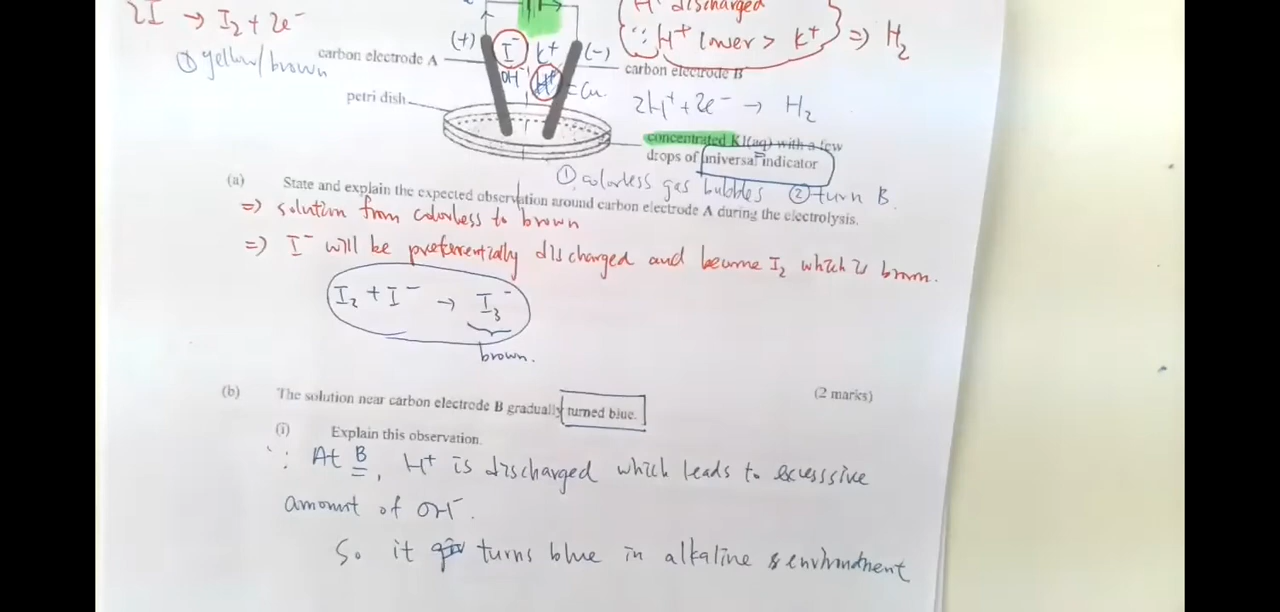 2I⁻ → I₂ + 2e⁻
① yellow/brown
H⁺ discharged
∵ H⁺ lower > K⁺ ⇒ H₂
(+)
I⁻ K⁺
(-)
OH⁻ H⁺
carbon electrode A
carbon electrode B
petri dish
2H⁺ + 2e⁻ → H₂
concentrated KI(aq) with a few
drops of universal indicator
① colorless gas bubbles ② turn B.
(a) State and explain the expected observation around carbon electrode A during the electrolysis.
⇒ solution from colorless to brown
⇒ I⁻ will be preferentially discharged and become I₂ which is brown.
I₂ + I⁻ → I₃⁻
brown.
(2 marks)
(b) The solution near carbon electrode B gradually turned blue.
(i) Explain this observation.
∵ At B, H⁺ is discharged which leads to excesssive
amount of OH⁻.
So it turns blue in alkaline